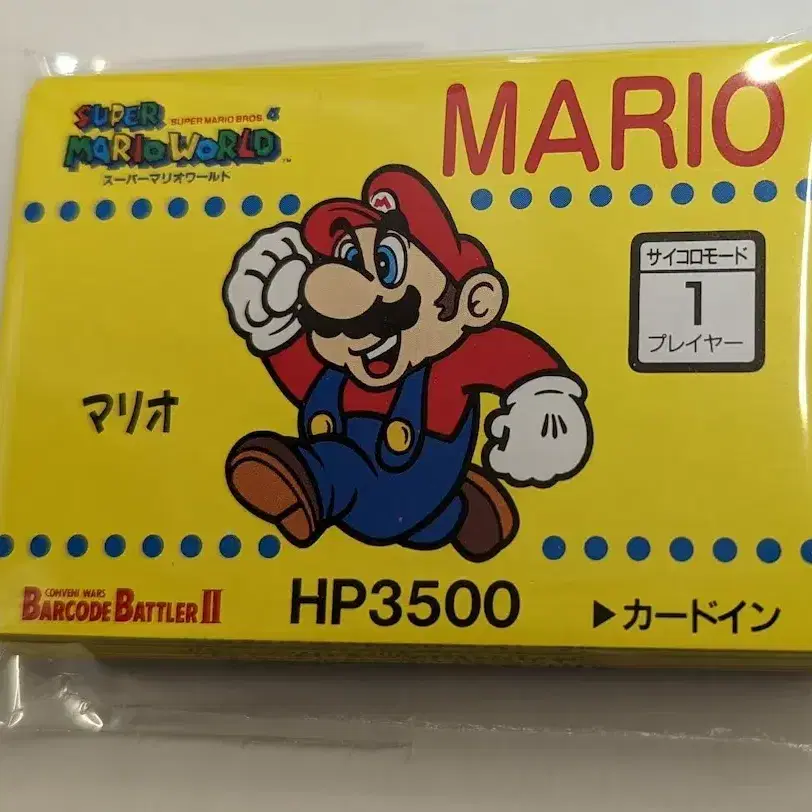 SUPER
SUPER MARIO BROS. 4
MARIO WORLD™
スーパーマリオワールド
MARIO
M
サイコロモード
1
プレイヤー
マリオ
CONVENI WARS
BARCODE BATTLER II
HP3500
▶カードイン